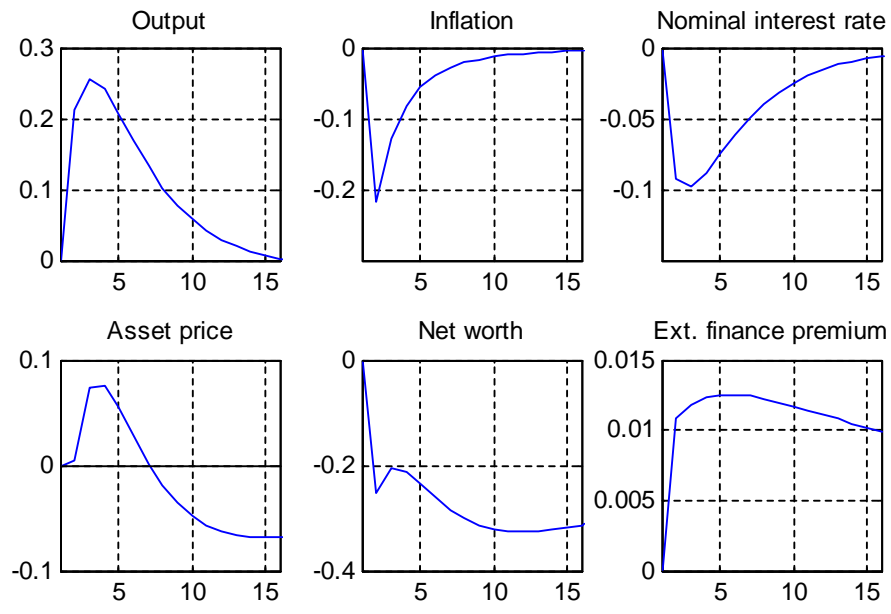 Output
0.3
0.2
0.1
0
5 10 15
Inflation
0
-0.1
-0.2
5 10 15
Nominal interest rate
0
-0.05
-0.1
5 10 15
Asset price
0.1
0
-0.1
5 10 15
Net worth
0
-0.2
-0.4
5 10 15
Ext. finance premium
0.015
0.01
0.005
0
5 10 15